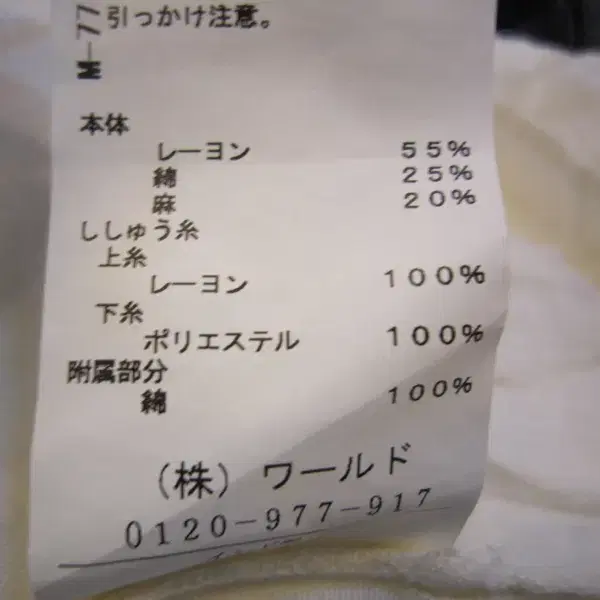 M-77
引っかけ注意。
本体
レーヨン 55%
綿 25%
麻 20%
ししゅう糸
上糸
レーヨン 100%
下糸
ポリエステル 100%
附属部分
綿 100%
(株) ワールド
0120-977-917